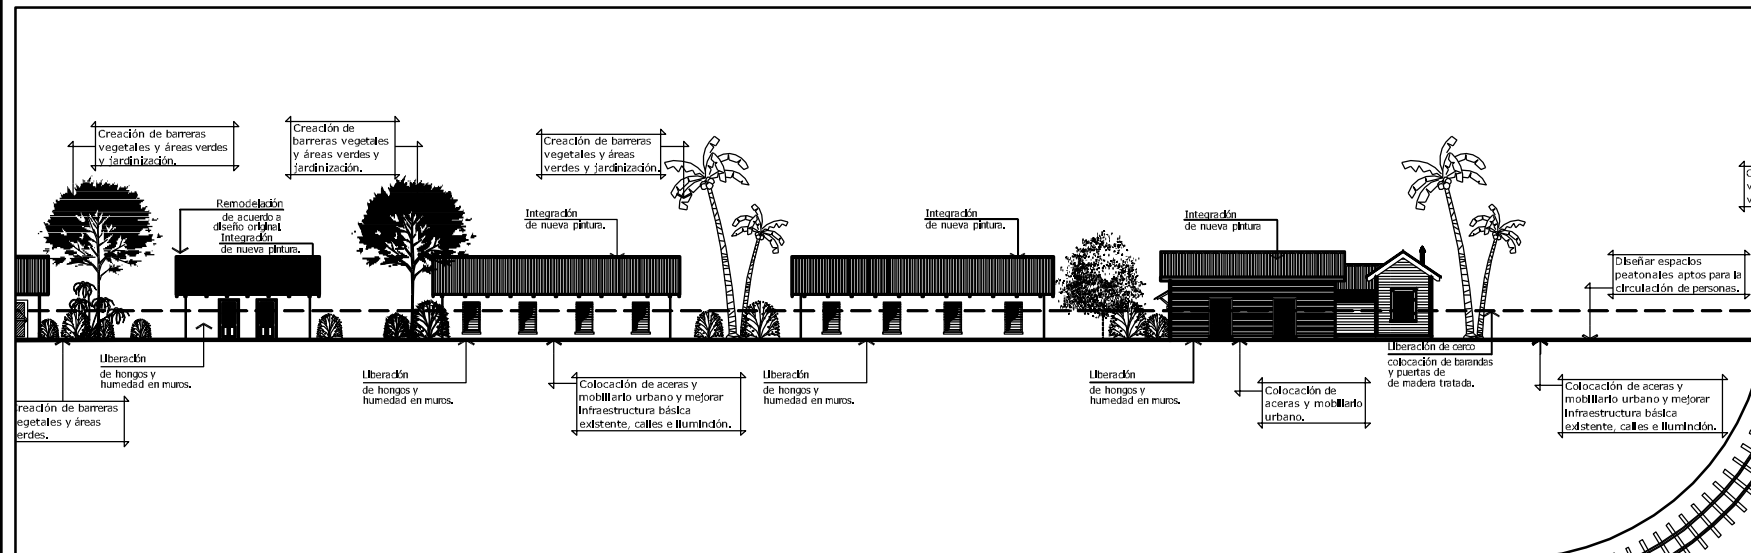 Creación de barreras
vegetales y áreas verdes
y jardinización.
Creación de
barreras vegetales
y áreas verdes y
jardinización.
Creación de barreras
vegetales y áreas
verdes y jardinización.
Remodelación
de acuerdo a
diseño original.
Integración
de nueva pintura.
Integración
de nueva pintura.
Integración
de nueva pintura.
Integración
de nueva pintura
Diseñar espacios
peatonales aptos para la
circulación de personas.
Liberación
de hongos y
humedad en muros.
Liberación
de hongos y
humedad en muros.
Colocación de aceras y
mobiliario urbano y mejorar
infraestructura básica
existente, calles e iluminción.
Liberación
de hongos y
humedad en muros.
Liberación
de hongos y
humedad en muros.
Colocación de
aceras y mobiliario
urbano.
Liberación de cerco
colocación de barandas
y puertas de
de madera tratada.
Colocación de aceras y
mobiliario urbano y mejorar
infraestructura básica
existente, calles e iluminción.
reación de barreras
egetales y áreas
erdes.